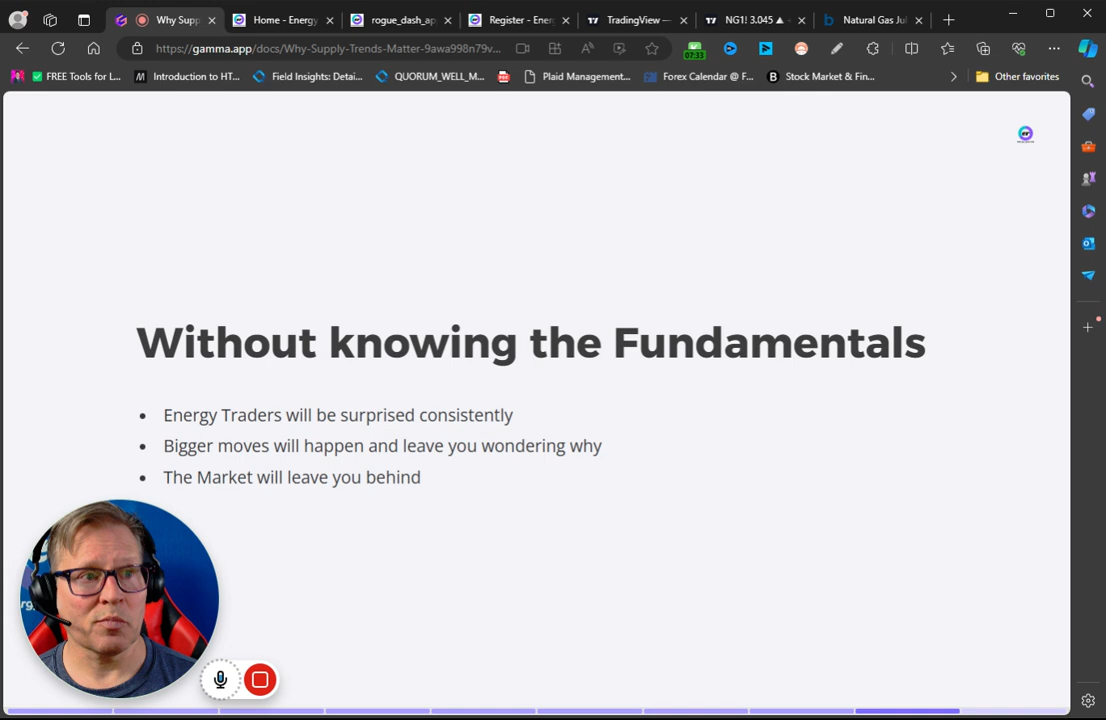 Why Supp
Home - Energy
rogue_dash_ap
Register - Ener
TradingView —
NG1! 3.045 ▲
Natural Gas Jul
https://gamma.app/docs/Why-Supply-Trends-Matter-9awa998n79v...
07:33
FREE Tools for L...
Introduction to HT...
Field Insights: Detai...
QUORUM_WELL_M...
PDF
Plaid Management...
Forex Calendar @ F...
Stock Market & Fin...
Other favorites
Without knowing the Fundamentals
• Energy Traders will be surprised consistently
• Bigger moves will happen and leave you wondering why
• The Market will leave you behind